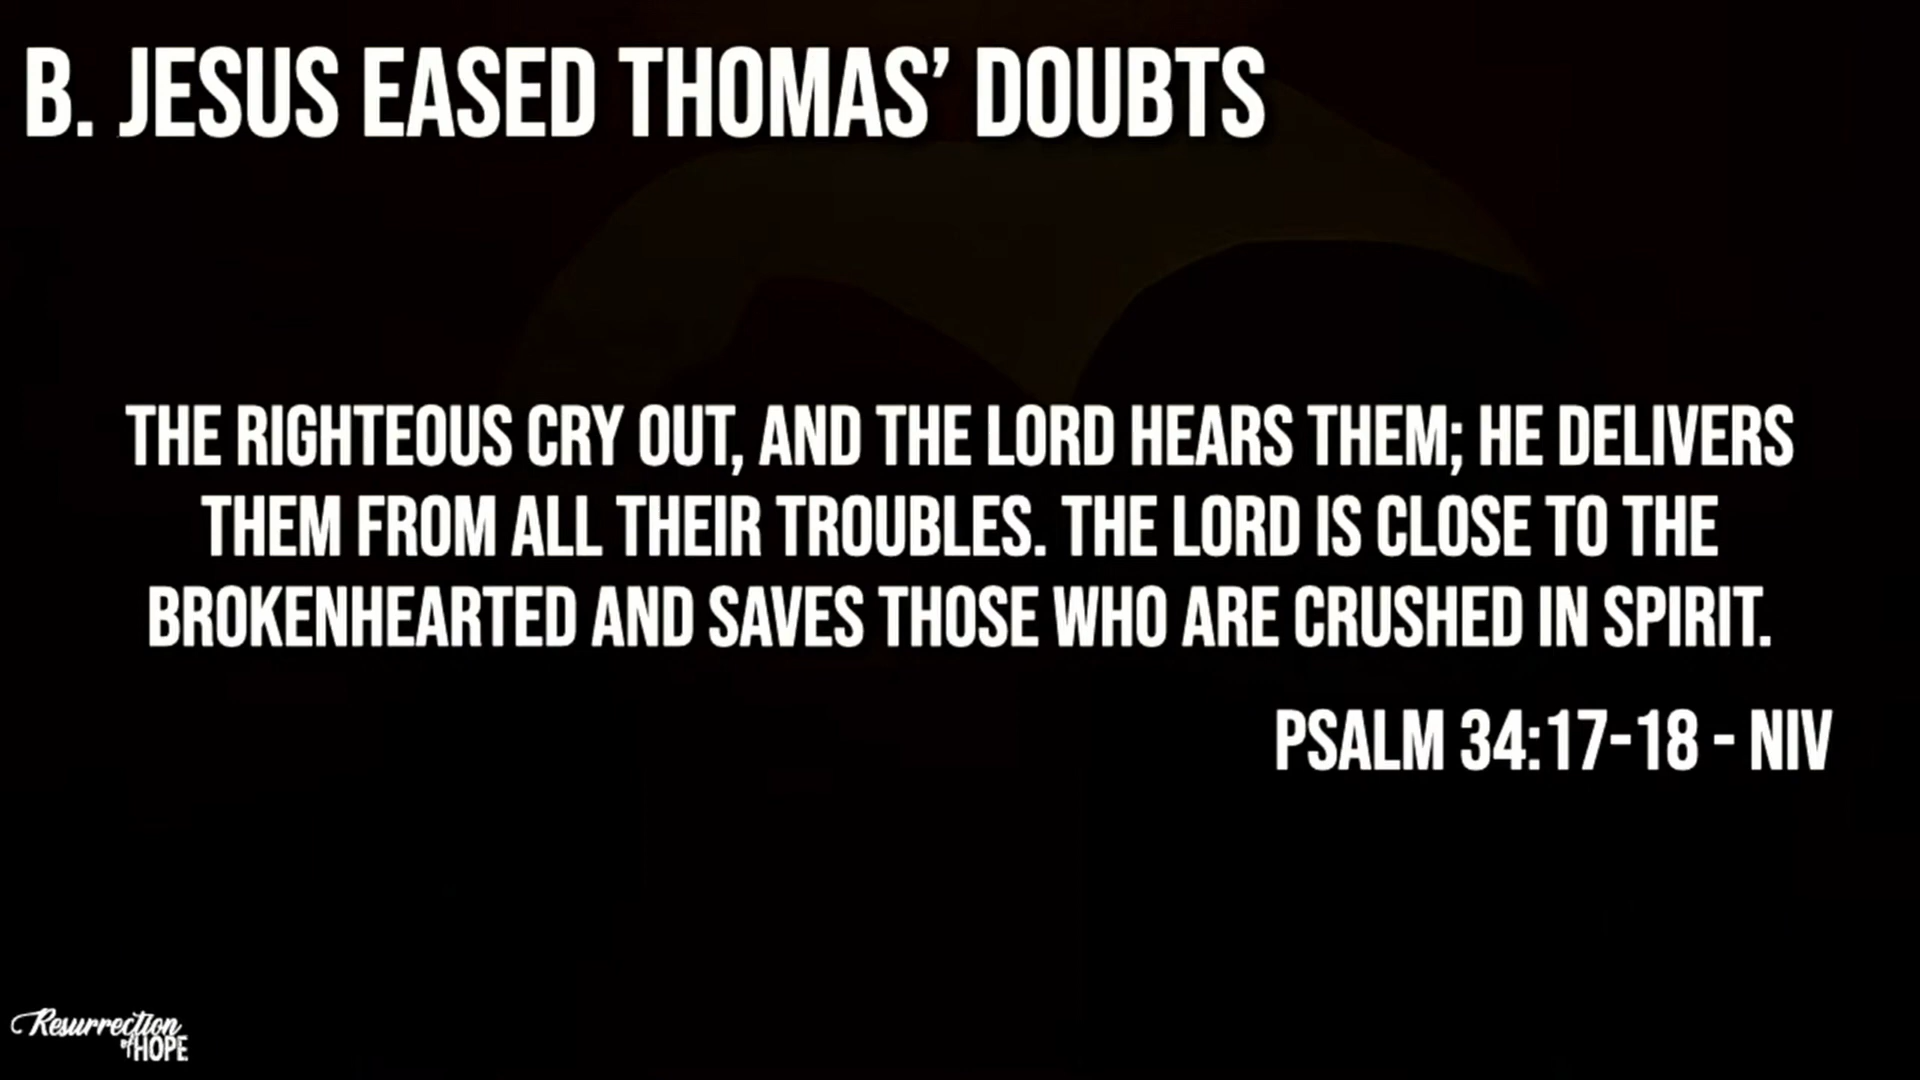 B. JESUS EASED THOMAS’ DOUBTS
THE RIGHTEOUS CRY OUT, AND THE LORD HEARS THEM; HE DELIVERS
THEM FROM ALL THEIR TROUBLES. THE LORD IS CLOSE TO THE
BROKENHEARTED AND SAVES THOSE WHO ARE CRUSHED IN SPIRIT.
PSALM 34:17-18 - NIV
Resurrection
of HOPE